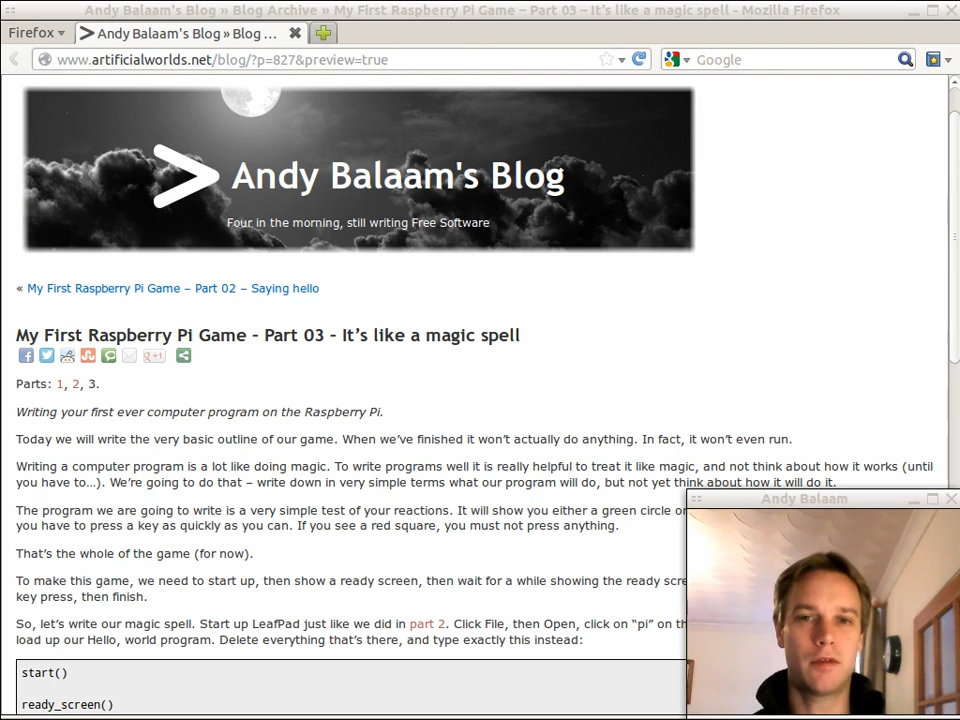 Andy Balaam's Blog » Blog Archive » My First Raspberry Pi Game – Part 03 – It's like a magic spell - Mozilla Firefox
Firefox
Andy Balaam's Blog » Blog ...
www.artificialworlds.net/blog/?p=827&preview=true
Google
> Andy Balaam's Blog
Four in the morning, still writing Free Software
« My First Raspberry Pi Game – Part 02 – Saying hello
My First Raspberry Pi Game – Part 03 – It's like a magic spell
+1
Parts: 1, 2, 3.
Writing your first ever computer program on the Raspberry Pi.
Today we will write the very basic outline of our game. When we've finished it won't actually do anything. In fact, it won't even run.
Writing a computer program is a lot like doing magic. To write programs well it is really helpful to treat it like magic, and not think about how it works (until
you have to…). We're going to do that – write down in very simple terms what our program will do, but not yet think about how it will do it.
The program we are going to write is a very simple test of your reactions. It will show you either a green circle or
you have to press a key as quickly as you can. If you see a red square, you must not press anything.
That's the whole of the game (for now).
To make this game, we need to start up, then show a ready screen, then wait for a while showing the ready
key press, then finish.
So, let's write our magic spell. Start up LeafPad just like we did in part 2. Click File, then Open, click on "pi" on
load up our Hello, world program. Delete everything that's there, and type exactly this instead:
start()
ready_screen()
Andy Balaam